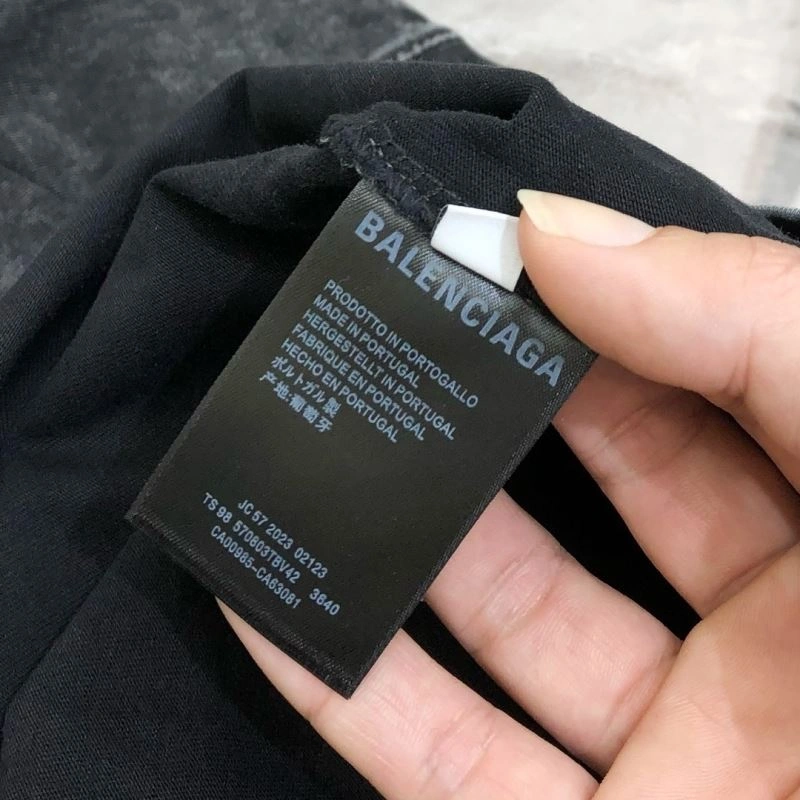 BALENCIAGA
PRODOTTO IN PORTOGALLO
MADE IN PORTUGAL
HERGESTELLT IN PORTUGAL
FABRIQUE EN PORTUGAL
HECHO EN PORTUGAL
ポルトガル製
产地:葡萄牙
JC 57 2023 02123
TS 98 570803TBV42 3640
CA00985-CA63081